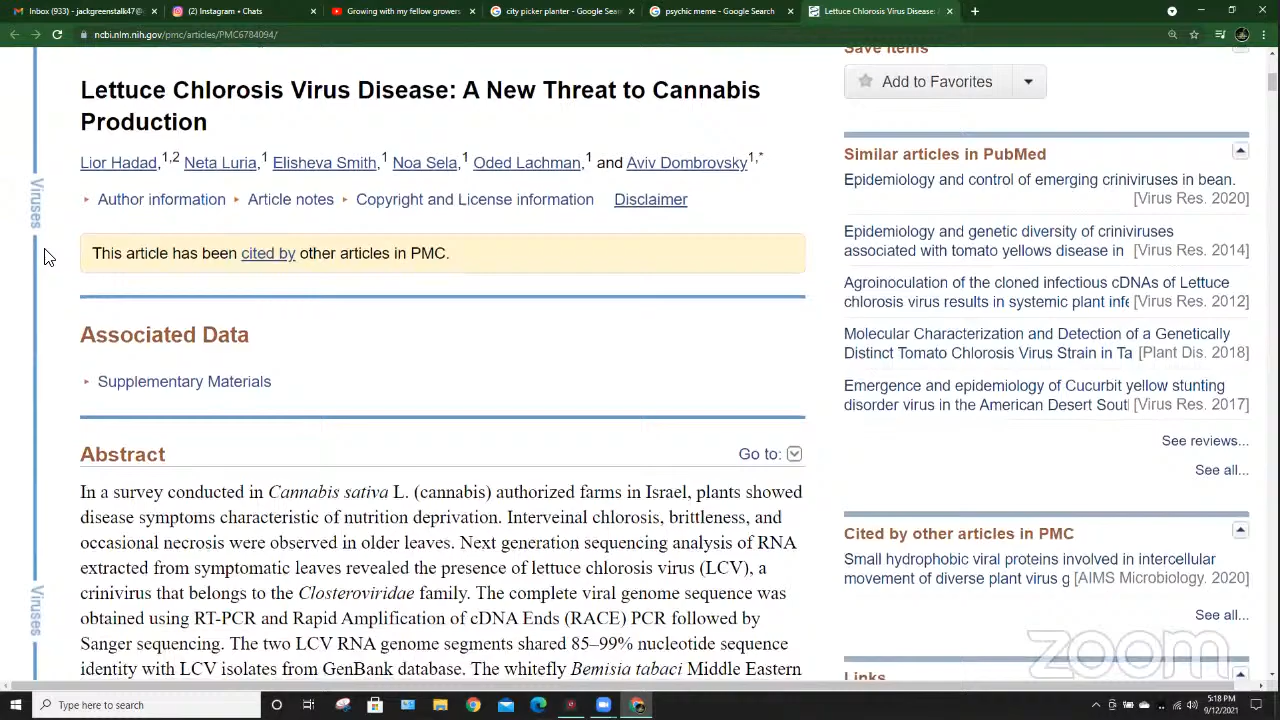 Inbox (933) - jackgreenstalk47@
Instagram • Chats
Growing with my fellow growers
city picker planter - Google Sear
psychic meme - Google Search
Lettuce Chlorosis Virus Disease:
ncbi.nlm.nih.gov/pmc/articles/PMC6784094/
Lettuce Chlorosis Virus Disease: A New Threat to Cannabis
Production
Lior Hadad,1,2 Neta Luria,1 Elisheva Smith,1 Noa Sela,1 Oded Lachman,1 and Aviv Dombrovsky1,*
Author information Article notes Copyright and License information Disclaimer
This article has been cited by other articles in PMC.
Associated Data
Supplementary Materials
Abstract
Go to:
In a survey conducted in Cannabis sativa L. (cannabis) authorized farms in Israel, plants showed
disease symptoms characteristic of nutrition deprivation. Interveinal chlorosis, brittleness, and
occasional necrosis were observed in older leaves. Next generation sequencing analysis of RNA
extracted from symptomatic leaves revealed the presence of lettuce chlorosis virus (LCV), a
crinivirus that belongs to the Closteroviridae family. The complete viral genome sequence was
obtained using RT-PCR and Rapid Amplification of cDNA Ends (RACE) PCR followed by
Sanger sequencing. The two LCV RNA genome segments shared 85–99% nucleotide sequence
identity with LCV isolates from GenBank database. The whitefly Bemisia tabaci Middle Eastern
Viruses
Viruses
Save items
Add to Favorites
Similar articles in PubMed
Epidemiology and control of emerging criniviruses in bean.
[Virus Res. 2020]
Epidemiology and genetic diversity of criniviruses
associated with tomato yellows disease in [Virus Res. 2014]
Agroinoculation of the cloned infectious cDNAs of Lettuce
chlorosis virus results in systemic plant infe [Virus Res. 2012]
Molecular Characterization and Detection of a Genetically
Distinct Tomato Chlorosis Virus Strain in Ta [Plant Dis. 2018]
Emergence and epidemiology of Cucurbit yellow stunting
disorder virus in the American Desert Sout [Virus Res. 2017]
See reviews...
See all...
Cited by other articles in PMC
Small hydrophobic viral proteins involved in intercellular
movement of diverse plant virus g [AIMS Microbiology. 2020]
See all...
Links
zoom
Type here to search
5:18 PM
9/12/2021